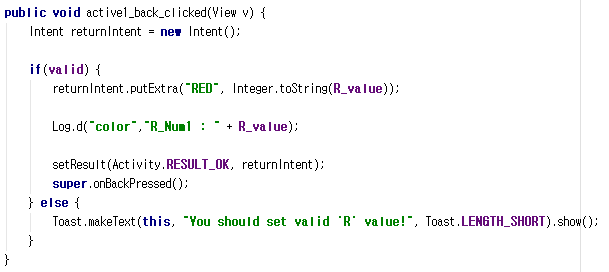 public void active1_back_clicked(View v) {
Intent returnIntent = new Intent();
if(valid) {
returnIntent.putExtra("RED", Integer.toString(R_value));
Log.d("color","R_Num1 : " + R_value);
setResult(Activity.RESULT_OK, returnIntent);
super.onBackPressed();
} else {
Toast.makeText(this, "You should set valid 'R' value!", Toast.LENGTH_SHORT).show();
}
}